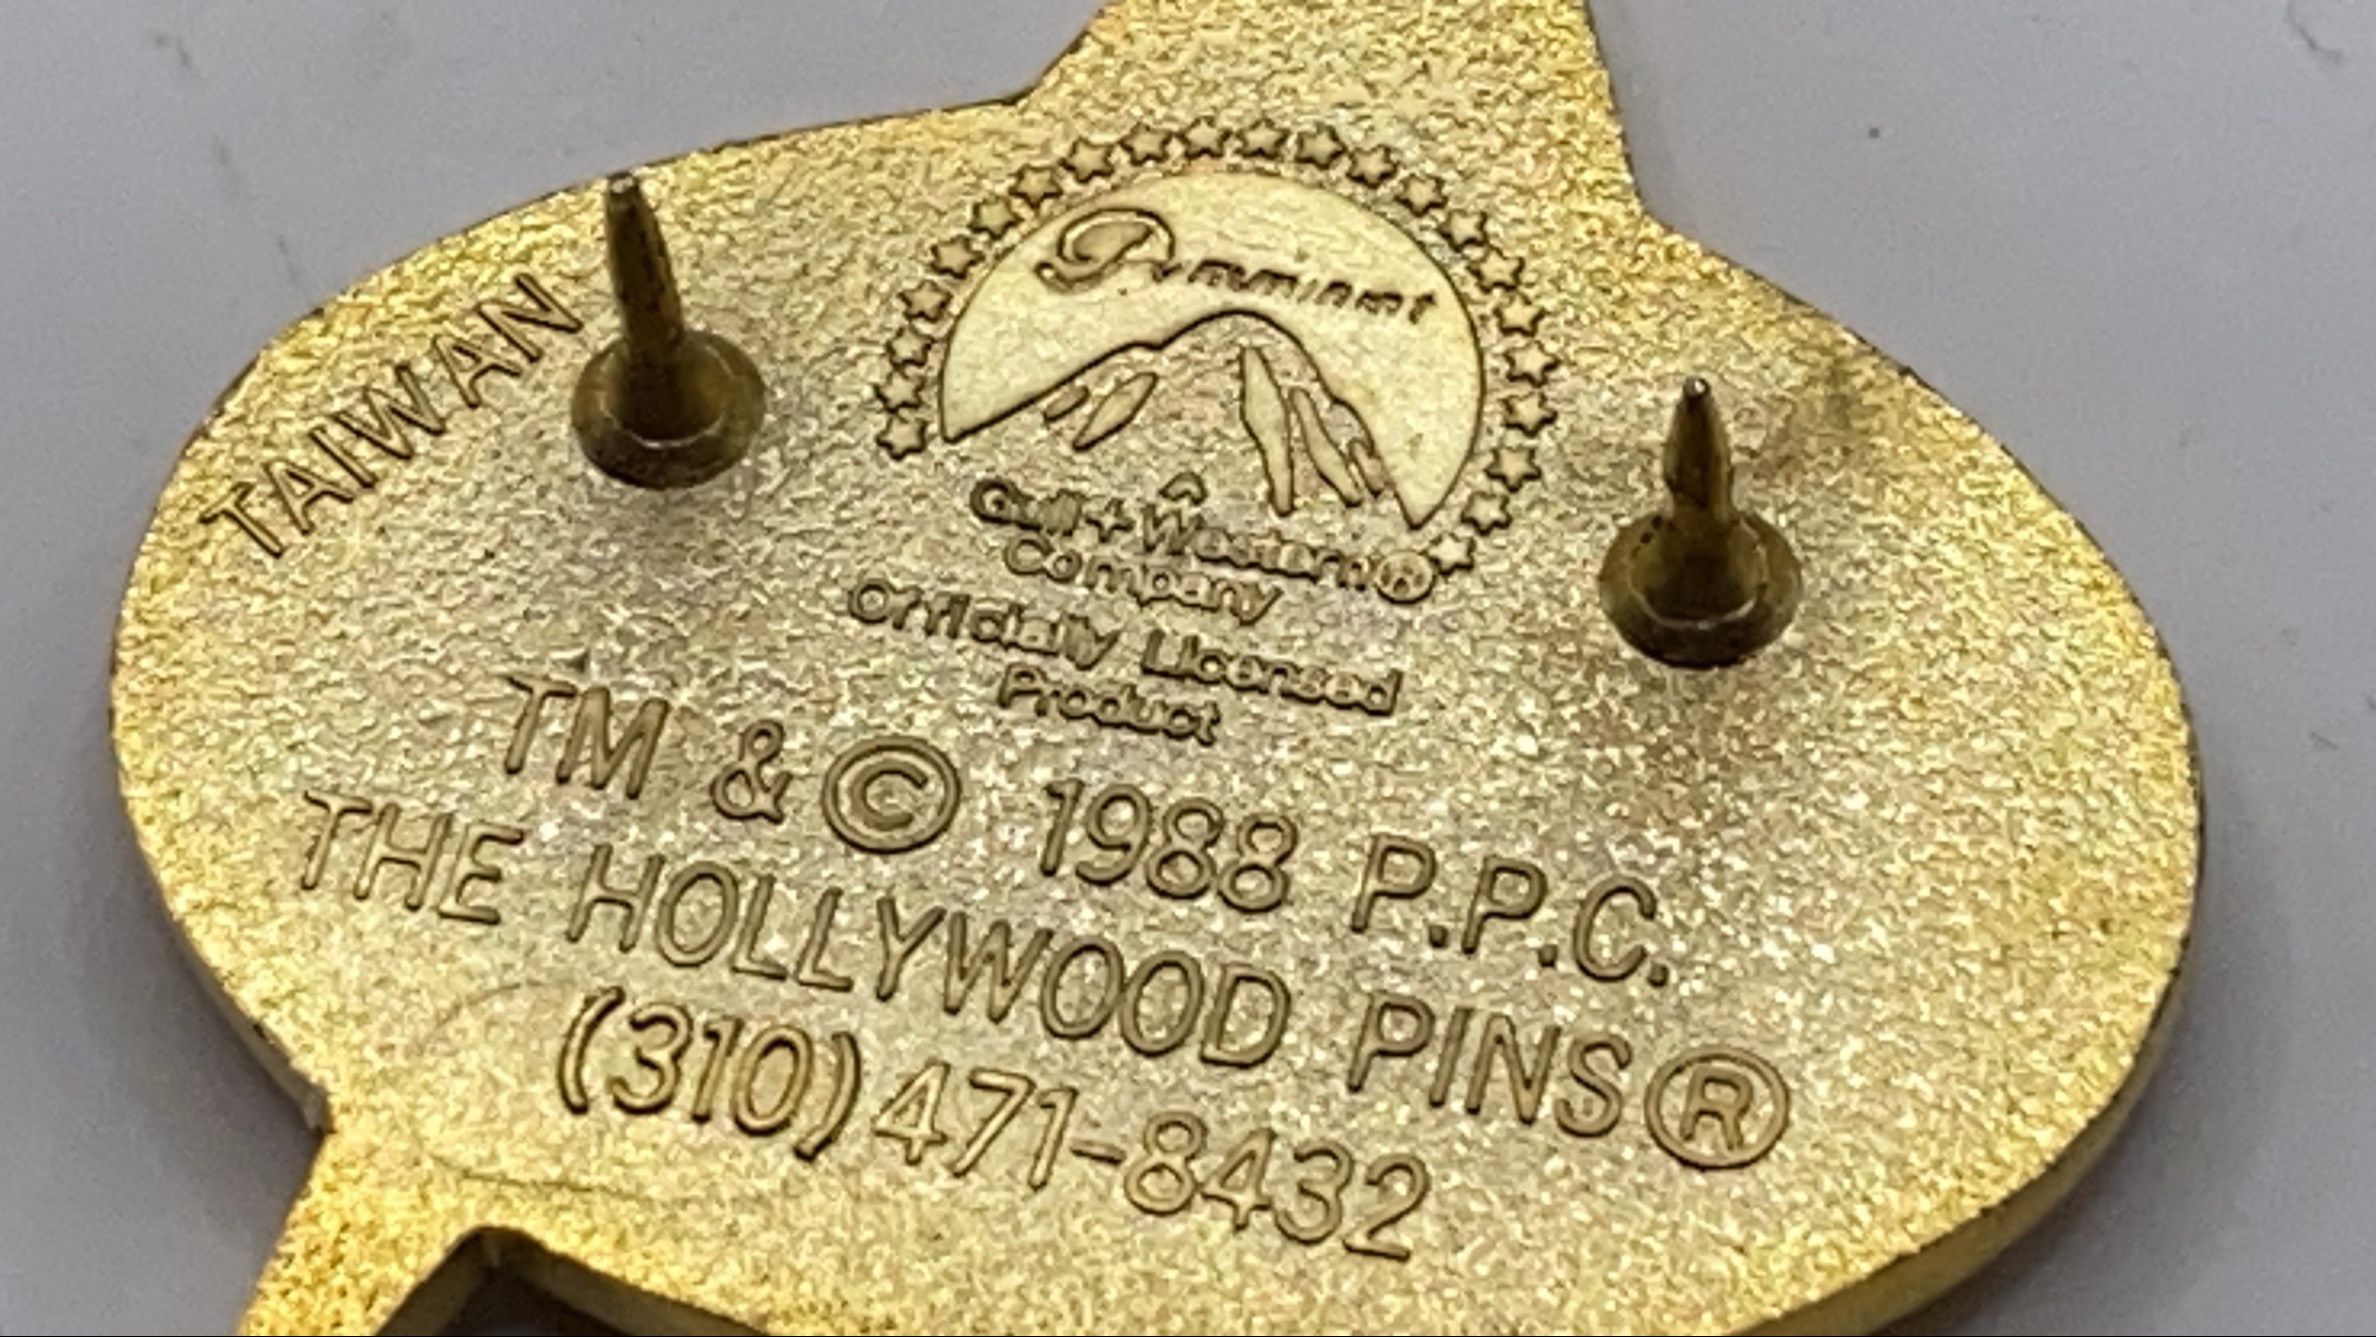 TAIWAN
Paramount
Gulf + Western®
Company
Officially Licensed
Product
TM & © 1988 P.P.C.
THE HOLLYWOOD PINS®
(310)471-8432